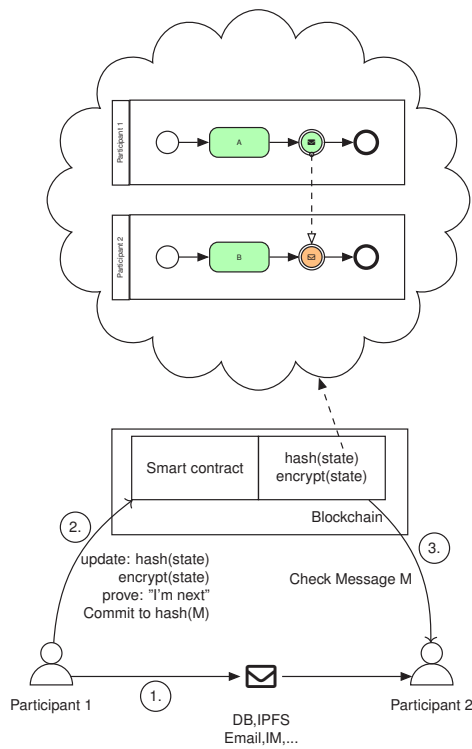 Participant 1
A
Participant 2
B
Smart contract
hash(state)
encrypt(state)
Blockchain
2.
3.
update: hash(state)
encrypt(state)
prove: "I'm next"
Commit to hash(M)
Check Message M
1.
Participant 1
Participant 2
DB,IPFS
Email,IM,...